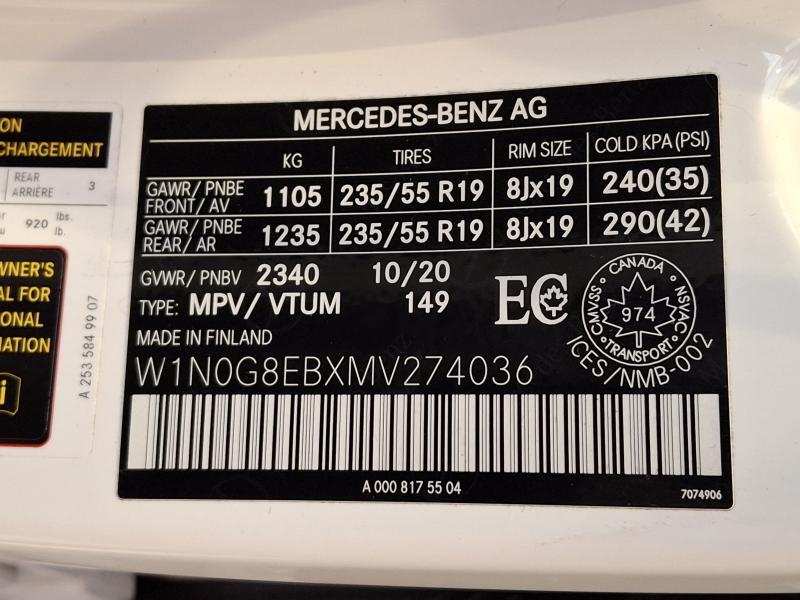 ON
CHARGEMENT
REAR
ARRIÈRE 3
920 lbs.
lb.
WNER'S
AL FOR
ONAL
MATION
A 253 584 99 07
MERCEDES-BENZ AG
KG TIRES RIM SIZE COLD KPA (PSI)
GAWR/PNBE
FRONT/AV 1105 235/55 R19 8Jx19 240(35)
GAWR/PNBE
REAR/AR 1235 235/55 R19 8Jx19 290(42)
GVWR/PNBV 2340 10/20
TYPE: MPV/VTUM 149
MADE IN FINLAND
W1N0G8EBXMV274036
EC
CANADA
CMVSS NSVAC
974
TRANSPORT
ICES/NMB-002
A 000 817 55 04
7074906